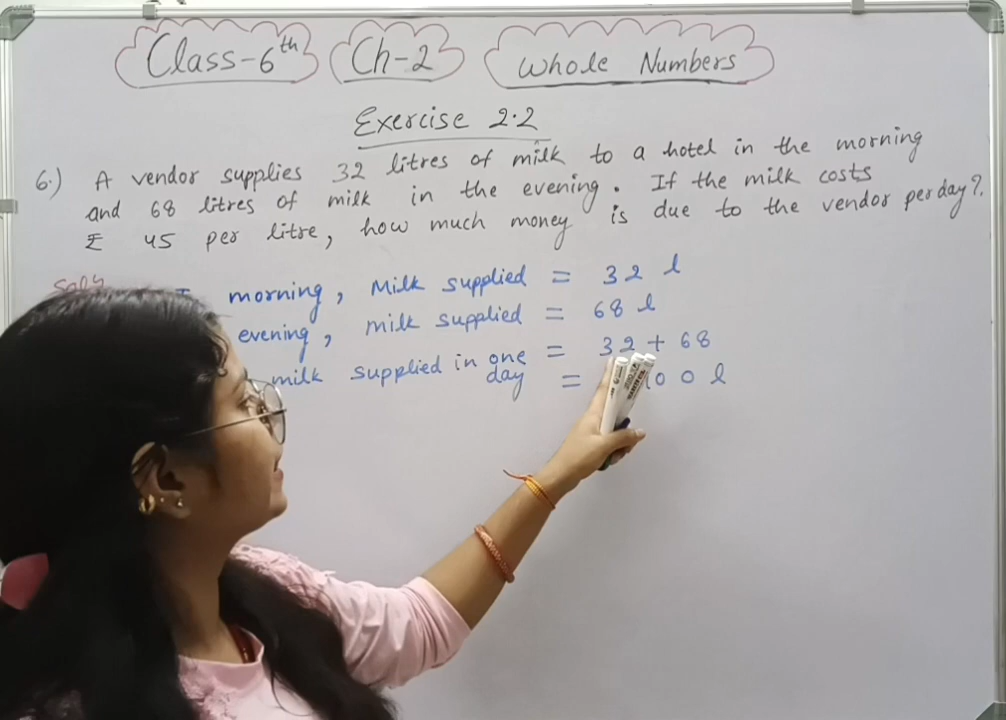 Class-6th Ch-2 Whole Numbers
Exercise 2.2
6.) A vendor supplies 32 litres of milk to a hotel in the morning
and 68 litres of milk in the evening. If the milk costs
₹ 45 per litre, how much money is due to the vendor per day?
Soln
morning, Milk supplied = 32 l
evening, milk supplied = 68 l
milk supplied in one day = 32 + 68
= 100 l